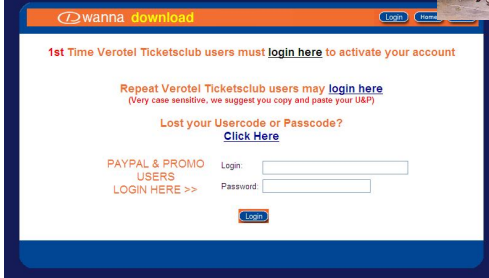 wanna download
Login
Home
1st Time Verotel Ticketsclub users must login here to activate your account
Repeat Verotel Ticketsclub users may login here
(Very case sensitive, we suggest you copy and paste your U&P)
Lost your Usercode or Passcode?
Click Here
PAYPAL & PROMO
USERS
LOGIN HERE >>
Login:
Password:
Login